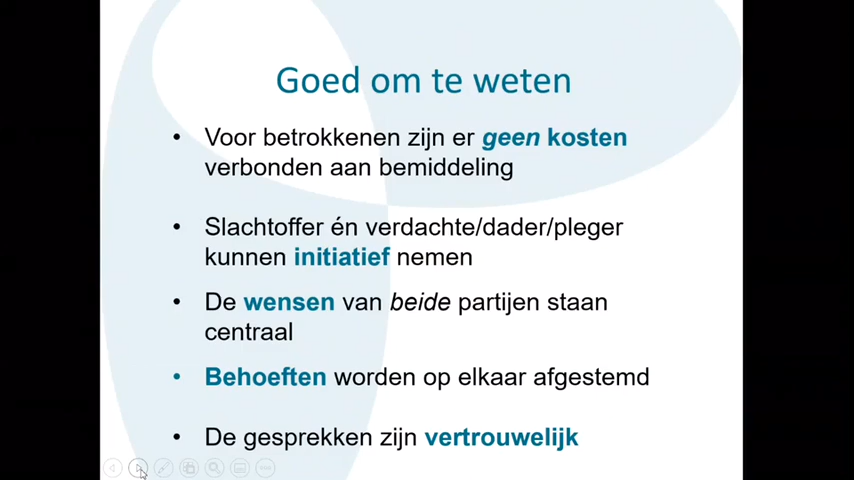 Goed om te weten
• Voor betrokkenen zijn er geen kosten
verbonden aan bemiddeling
• Slachtoffer én verdachte/dader/pleger
kunnen initiatief nemen
• De wensen van beide partijen staan
centraal
• Behoeften worden op elkaar afgestemd
• De gesprekken zijn vertrouwelijk